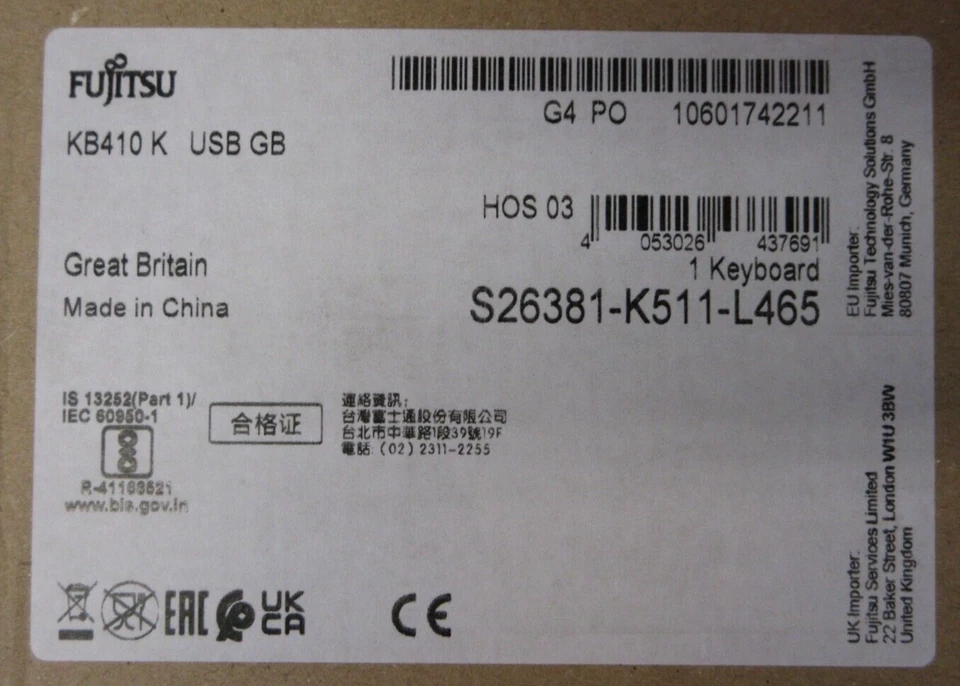 FUJITSU
KB410 K USB GB
G4 PO 10601742211
HOS 03
4 053026 437691
1 Keyboard
S26381-K511-L465
Great Britain
Made in China
IS 13252(Part 1)/
IEC 60950-1
www.bis.gov.in
合格证
連絡資訊:
台灣富士通股份有限公司
台北市中華路1段39號19F
電話:(02)2311-2255
EAC
UK
CA
CE
EU Importer:
Fujitsu Technology Solutions GmbH
Mies-van-der-Rohe-Str. 8
80807 Munich, Germany
UK Importer:
Fujitsu Services Limited
22 Baker Street, London W1U 3BW
United Kingdom